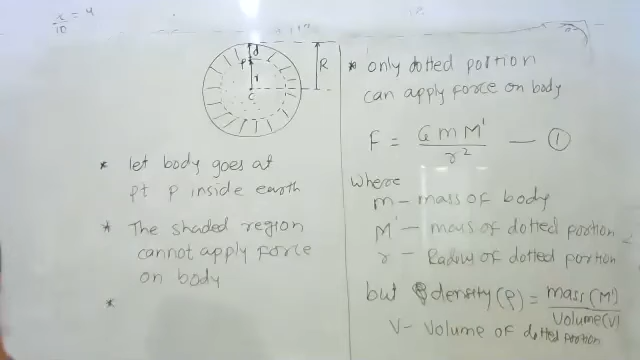 x/10 = 4
d
P
r
C
R
* let body goes at
pt p inside earth
* The shaded region
cannot apply force
on body
*
* only dotted portion
can apply force on body
F = G m M' / r² — ①
where
m – mass of body
M' – mass of dotted portion
r – Radius of dotted portion
but density (ρ) = mass (M') / Volume (V)
V – Volume of dotted portion